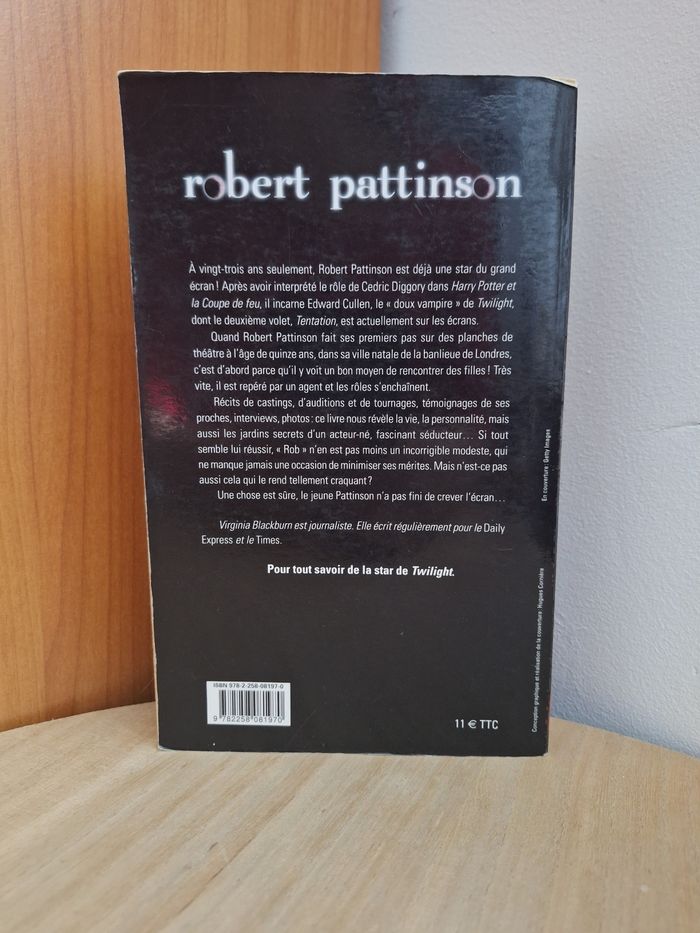 robert pattinson
À vingt-trois ans seulement, Robert Pattinson est déjà une star du grand
écran ! Après avoir interprété le rôle de Cedric Diggory dans Harry Potter et
la Coupe de feu, il incarne Edward Cullen, le « doux vampire » de Twilight,
dont le deuxième volet, Tentation, est actuellement sur les écrans.
Quand Robert Pattinson fait ses premiers pas sur des planches de
théâtre à l'âge de quinze ans, dans sa ville natale de la banlieue de Londres,
c'est d'abord parce qu'il y voit un bon moyen de rencontrer des filles ! Très
vite, il est repéré par un agent et les rôles s'enchaînent.
Récits de castings, d'auditions et de tournages, témoignages de ses
proches, interviews, photos : ce livre nous révèle la vie, la personnalité, mais
aussi les jardins secrets d'un acteur-né, fascinant séducteur… Si tout
semble lui réussir, « Rob » n'en est pas moins un incorrigible modeste, qui
ne manque jamais une occasion de minimiser ses mérites. Mais n'est-ce pas
aussi cela qui le rend tellement craquant ?
Une chose est sûre, le jeune Pattinson n'a pas fini de crever l'écran…
Virginia Blackburn est journaliste. Elle écrit régulièrement pour le Daily
Express et le Times.
Pour tout savoir de la star de Twilight.
ISBN 978-2-258-08197-0
9 782258 081970
11 € TTC
Conception graphique et réalisation de la couverture : Hugues Cornière
En couverture : Getty Images